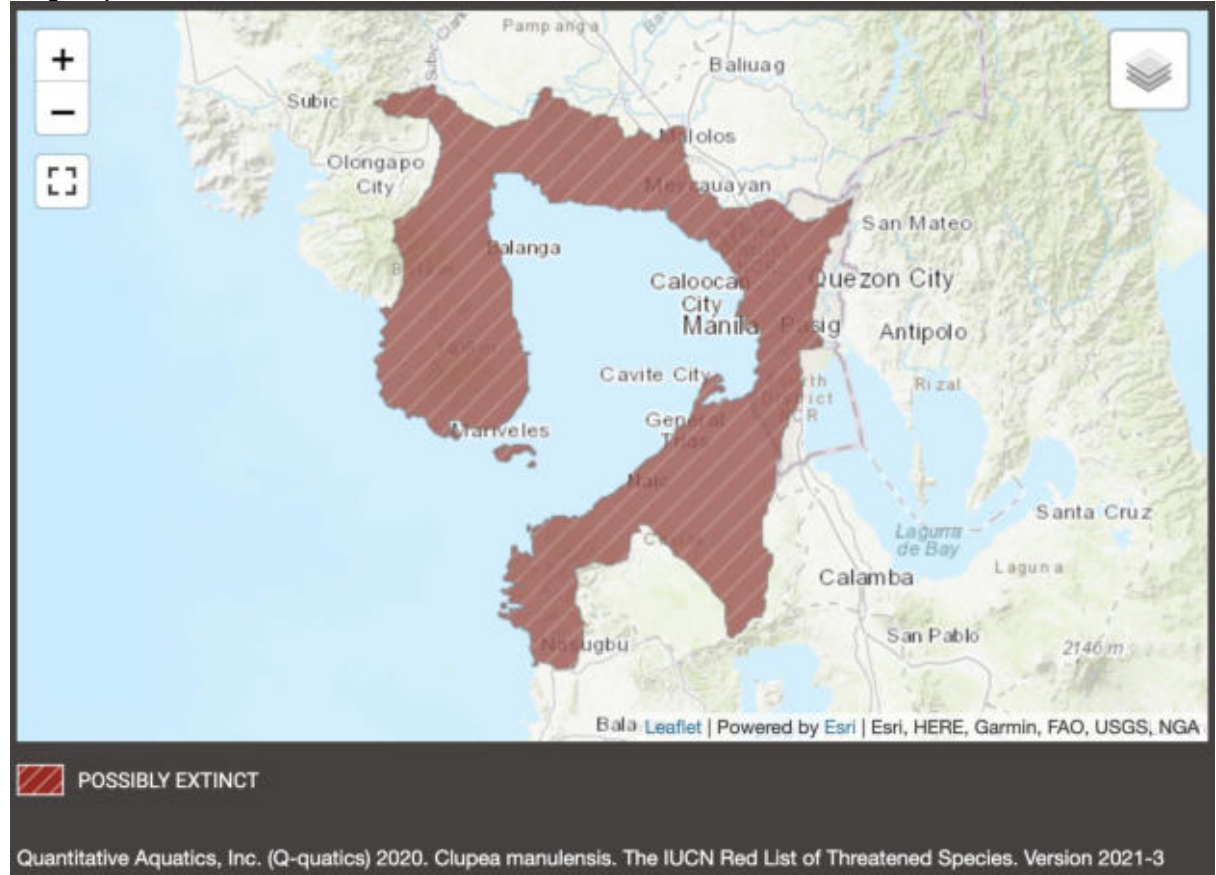 +
−
Pampanga
Baliuag
Subic
Malolos
Olongapo
City
Meycauayan
San Mateo
Balanga
Caloocan
City
Quezon City
Manila
Pasig
Antipolo
Cavite City
Rizal
General
Trias
Mariveles
Naic
Santa Cruz
Laguna
de Bay
Laguna
Calamba
Nasugbu
San Pablo
2146 m
Bala
Leaflet | Powered by Esri | Esri, HERE, Garmin, FAO, USGS, NGA
POSSIBLY EXTINCT
Quantitative Aquatics, Inc. (Q-quatics) 2020. Clupea manulensis. The IUCN Red List of Threatened Species. Version 2021-3